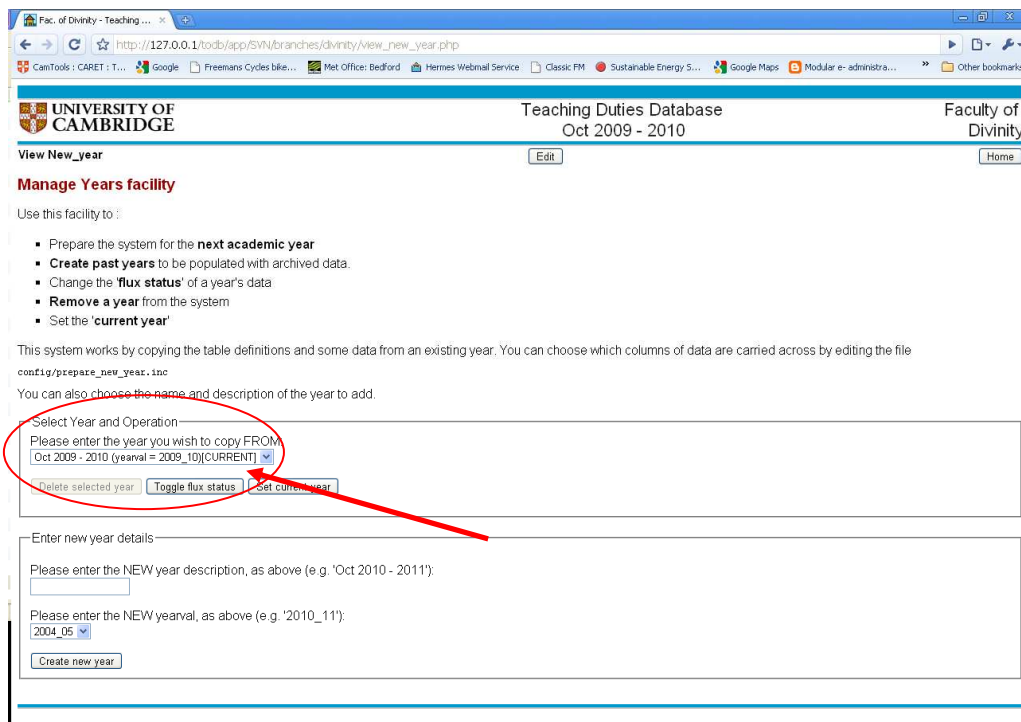 Fac. of Divinity - Teaching ...
http://127.0.0.1/todb/app/SVN/branches/divinity/view_new_year.php
CamTools : CARET : T... Google Freemans Cycles bike... Met Office: Bedford Hermes Webmail Service Classic FM Sustainable Energy S... Google Maps Modular e- administra... » Other bookmarks
UNIVERSITY OF
CAMBRIDGE
Teaching Duties Database
Oct 2009 - 2010
Faculty of
Divinity
View New_year
Edit
Home
Manage Years facility
Use this facility to :
Prepare the system for the next academic year
Create past years to be populated with archived data.
Change the 'flux status' of a year's data
Remove a year from the system
Set the 'current year'
This system works by copying the table definitions and some data from an existing year. You can choose which columns of data are carried across by editing the file
config/prepare_new_year.inc
You can also choose the name and description of the year to add.
Select Year and Operation
Please enter the year you wish to copy FROM:
Oct 2009 - 2010 (yearval = 2009_10)[CURRENT]
Delete selected year Toggle flux status Set current year
Enter new year details
Please enter the NEW year description, as above (e.g. 'Oct 2010 - 2011'):
Please enter the NEW yearval, as above (e.g. '2010_11'):
2004_05
Create new year